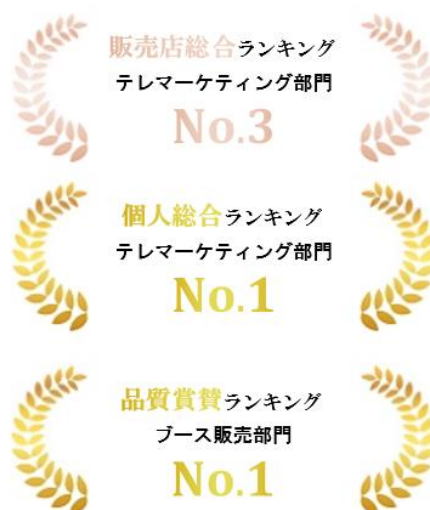 販売店総合ランキング
テレマーケティング部門
No.3
個人総合ランキング
テレマーケティング部門
No.1
品質賞賛ランキング
ブース販売部門
No.1